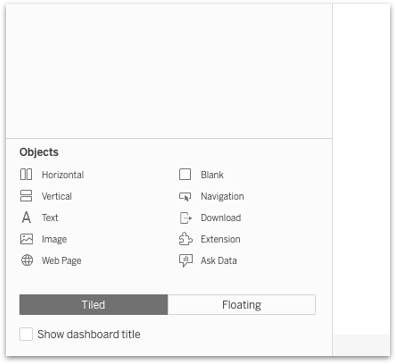 Objects
Horizontal
Blank
Vertical
Navigation
Text
Download
Image
Extension
Web Page
Ask Data
Tiled
Floating
Show dashboard title